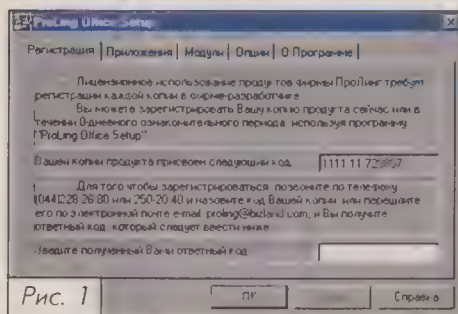 ProLing Office Setup
Регистрация Приложения Модули Опции О Программе
Лицензионное использование продуктов фирмы ПроЛинг требует
регистрации каждой копии в фирме-разработчике
Вы можете зарегистрировать Вашу копию продукта сейчас или в
течении 0-дневного ознакомительного периода, используя программу
"ProLing Office Setup"
Вашей копии продукта присвоен следующий код 1111 11
Для того чтобы зарегистрироваться, позвоните по телефону
(044)228-26-80 или 250-20-40 и назовите код Вашей копии, или перешлите
его по электронной почте e-mail: proling@bizland.com, и Вы получите
ответный код, который следует ввести ниже
Введите полученный Вами ответный код
Рис. 1
Справка